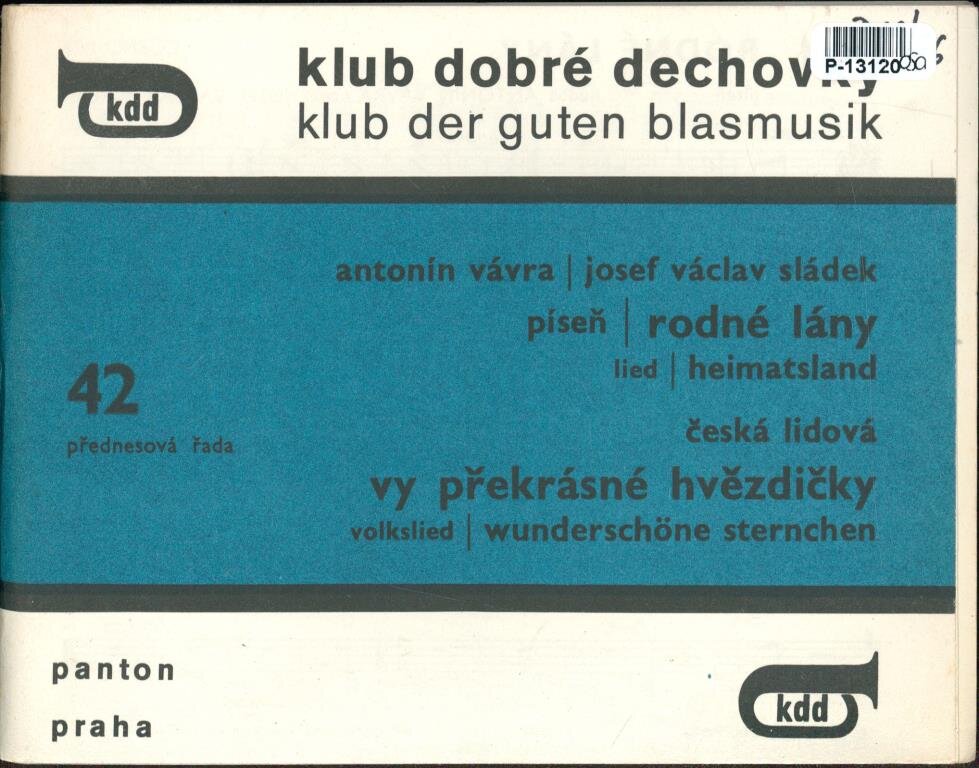 kdd
klub dobré dechovky
klub der guten blasmusik
P-13120
antonín vávra | josef václav sládek
píseň | rodné lány
lied | heimatsland
42
přednesová řada
česká lidová
vy překrásné hvězdičky
volkslied | wunderschöne sternchen
panton
praha
kdd